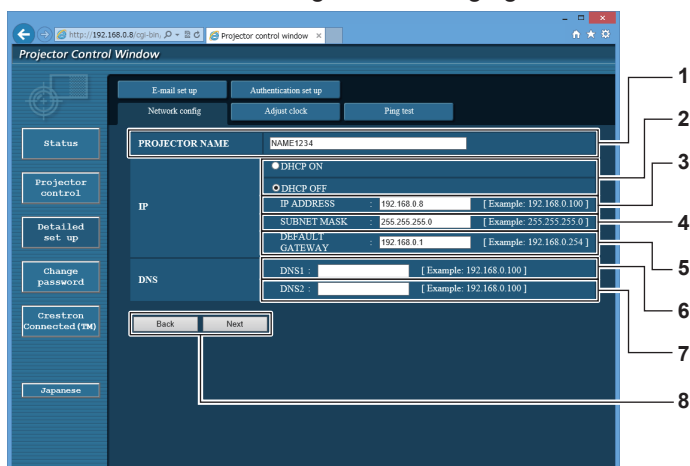 http://192.168.0.8/cgi-bin,
Projector control window
Projector Control Window
E-mail set up Authentication set up
Network config Adjust clock Ping test
Status
Projector control
Detailed set up
Change password
Crestron Connected(TM)
Japanese
PROJECTOR NAME NAME1234
IP
DHCP ON
DHCP OFF
IP ADDRESS : 192.168.0.8 [ Example: 192.168.0.100 ]
SUBNET MASK : 255.255.255.0 [ Example: 255.255.255.0 ]
DEFAULT GATEWAY : 192.168.0.1 [ Example: 192.168.0.254 ]
DNS
DNS1 : [ Example: 192.168.0.100 ]
DNS2 : [ Example: 192.168.0.100 ]
Back Next
1
2
3
4
5
6
7
8